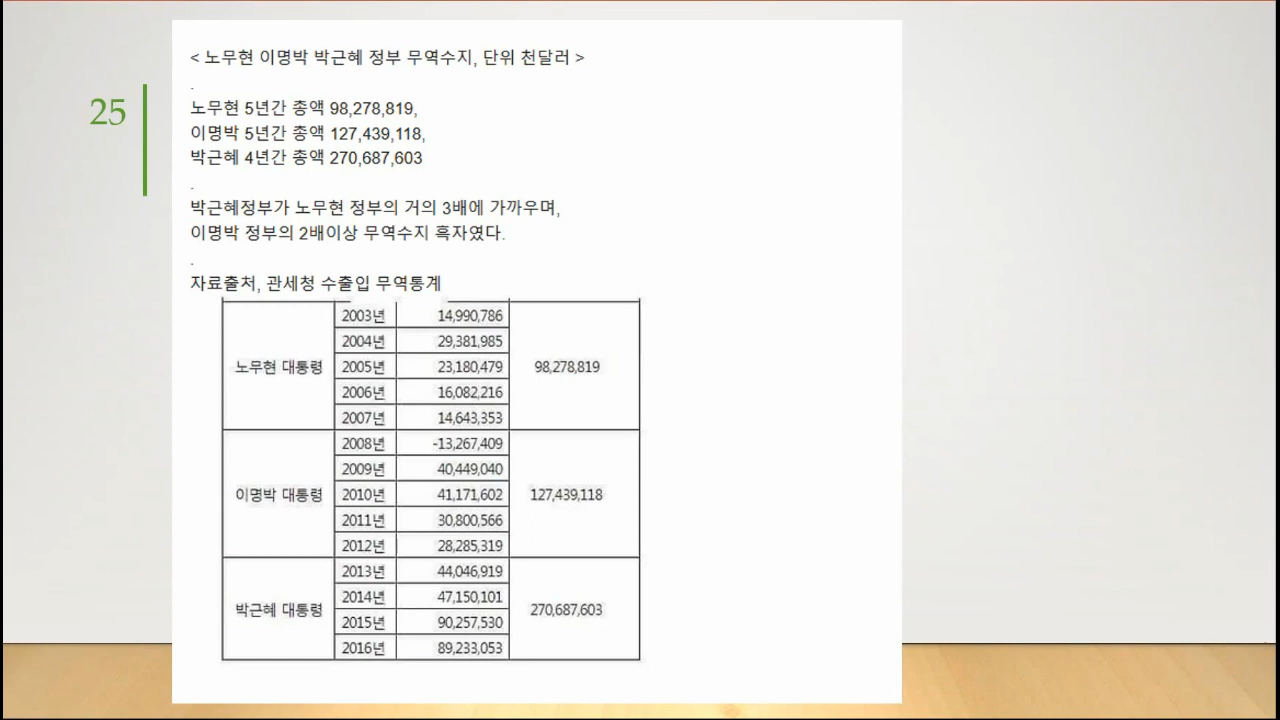 25
< 노무현 이명박 박근혜 정부 무역수지, 단위 천달러 >
.
노무현 5년간 총액 98,278,819,
이명박 5년간 총액 127,439,118,
박근혜 4년간 총액 270,687,603
.
박근혜정부가 노무현 정부의 거의 3배에 가까우며,
이명박 정부의 2배이상 무역수지 흑자였다.
.
자료출처, 관세청 수출입 무역통계
2003년 14,990,786
2004년 29,381,985
노무현 대통령 2005년 23,180,479 98,278,819
2006년 16,082,216
2007년 14,643,353
2008년 -13,267,409
2009년 40,449,040
이명박 대통령 2010년 41,171,602 127,439,118
2011년 30,800,566
2012년 28,285,319
2013년 44,046,919
2014년 47,150,101
박근혜 대통령 270,687,603
2015년 90,257,530
2016년 89,233,053